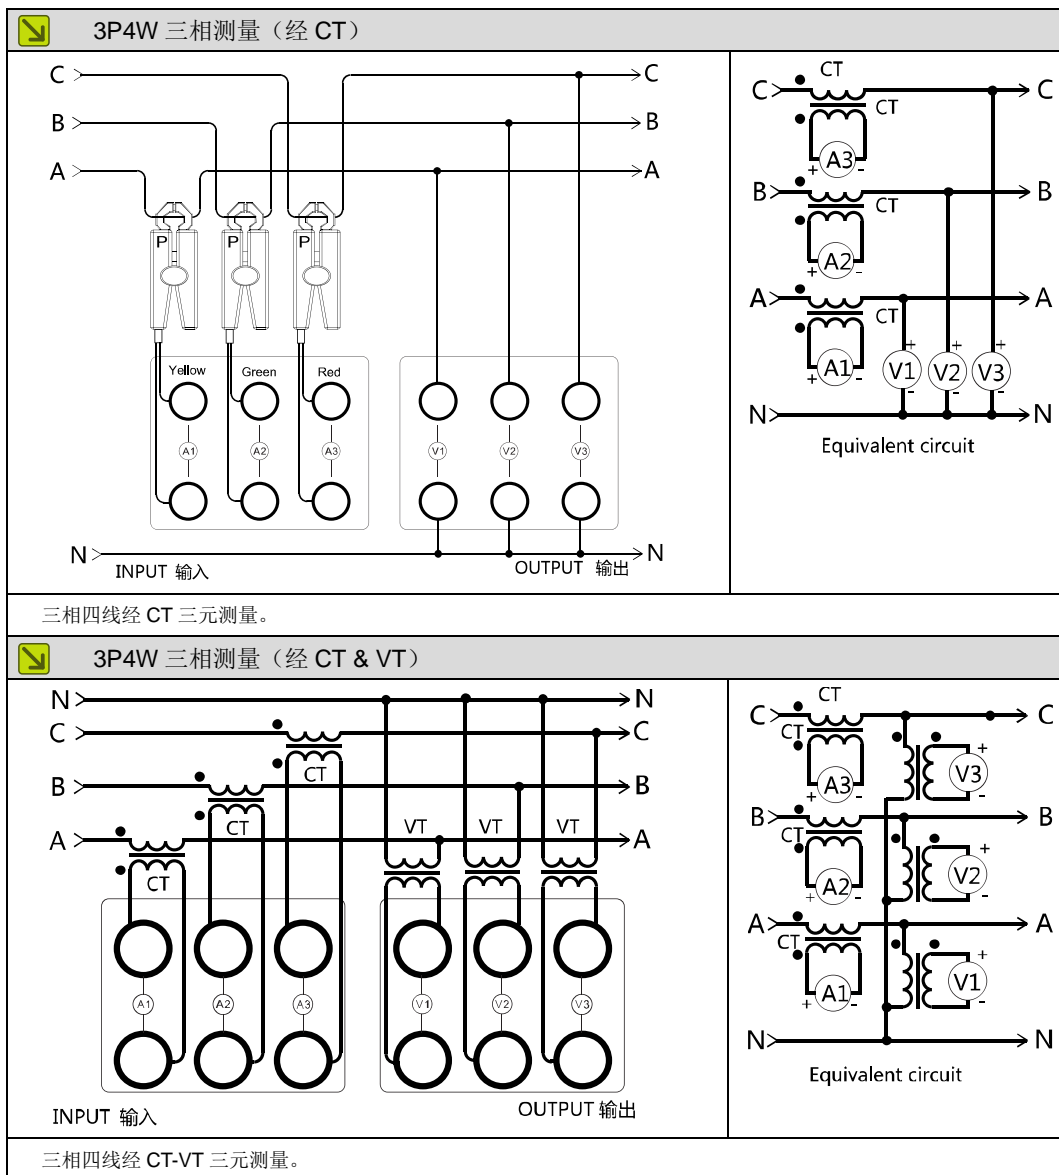 3P4W 三相测量（经 CT）
C
C
B
B
A
A
P
P
P
Yellow
Green
Red
A1
A2
A3
V1
V2
V3
N
N
INPUT 输入
OUTPUT 输出
CT
C
C
CT
+ A3 -
B
B
CT
+ A2 -
A
A
CT
+ A1 -
+ + +
V1 V2 V3
- - -
N
N
Equivalent circuit
三相四线经 CT 三元测量。
3P4W 三相测量（经 CT & VT）
N
N
C
C
CT
B
B
CT
VT
VT
VT
A
A
CT
A1
A2
A3
V1
V2
V3
INPUT 输入
OUTPUT 输出
CT
C
C
CT
+ A3 -
+
V3
-
B
B
CT
+ A2 -
+
V2
-
A
A
CT
+ A1 -
+
V1
-
N
N
Equivalent circuit
三相四线经 CT-VT 三元测量。